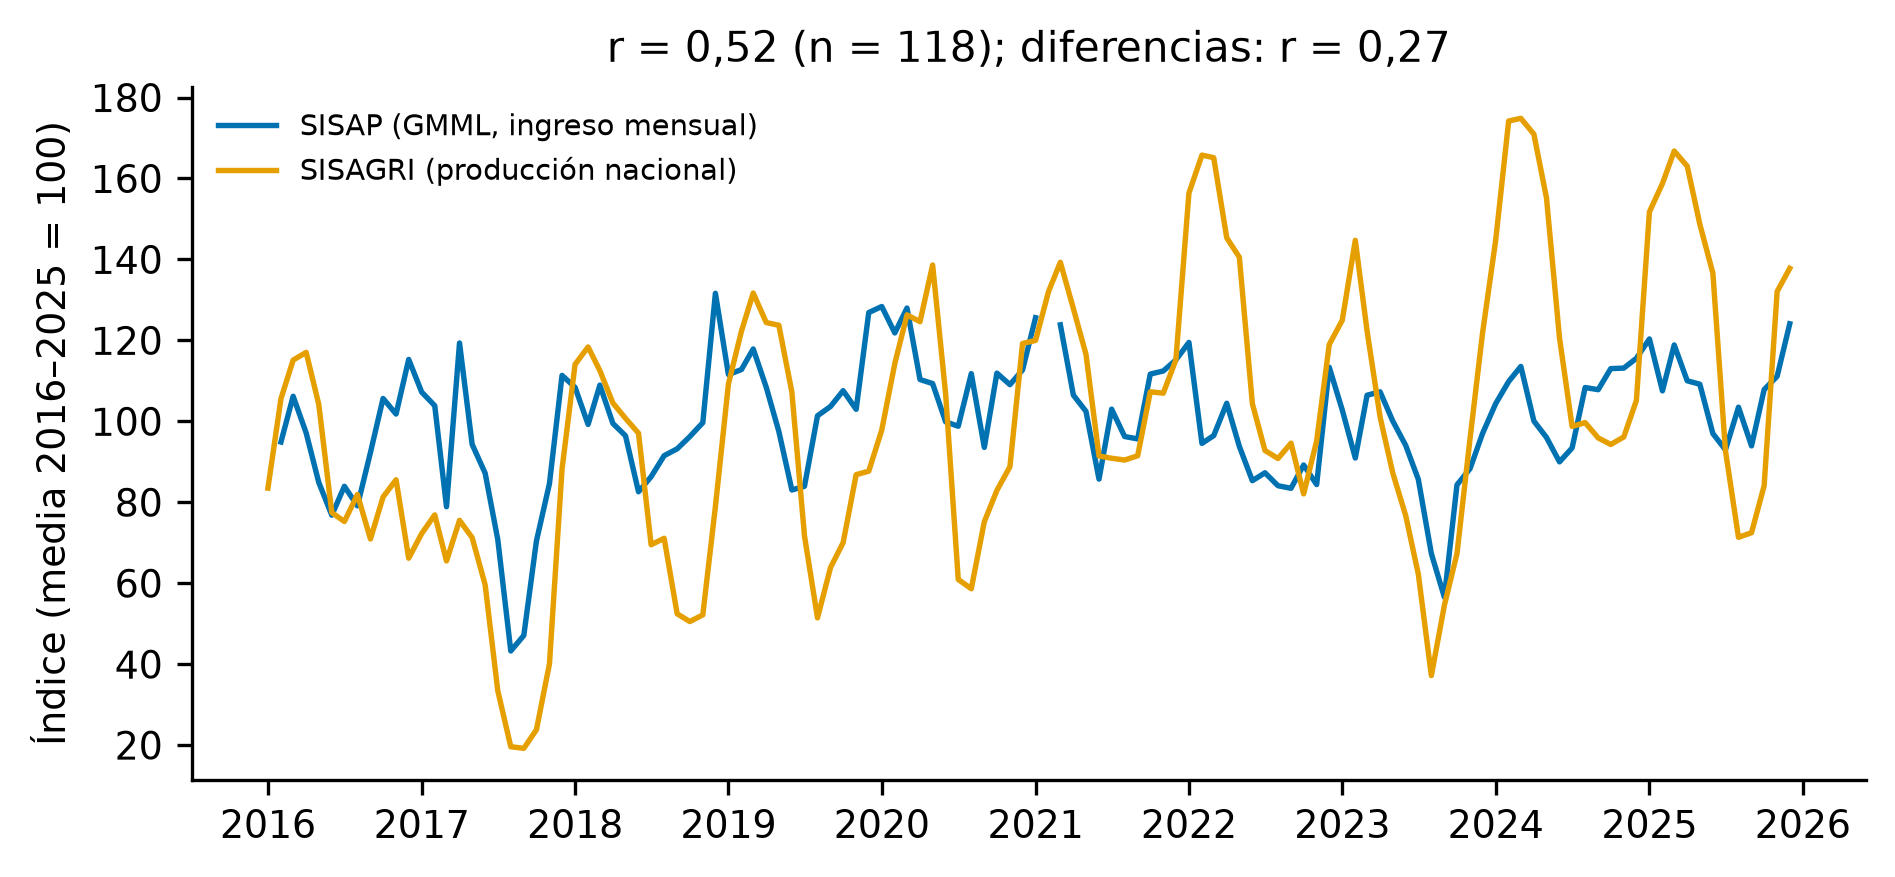 r = 0,52 (n = 118); diferencias: r = 0,27
Índice (media 2016–2025 = 100)
180
160
140
120
100
80
60
40
20
SISAP (GMML, ingreso mensual)
SISAGRI (producción nacional)
2016 2017 2018 2019 2020 2021 2022 2023 2024 2025 2026